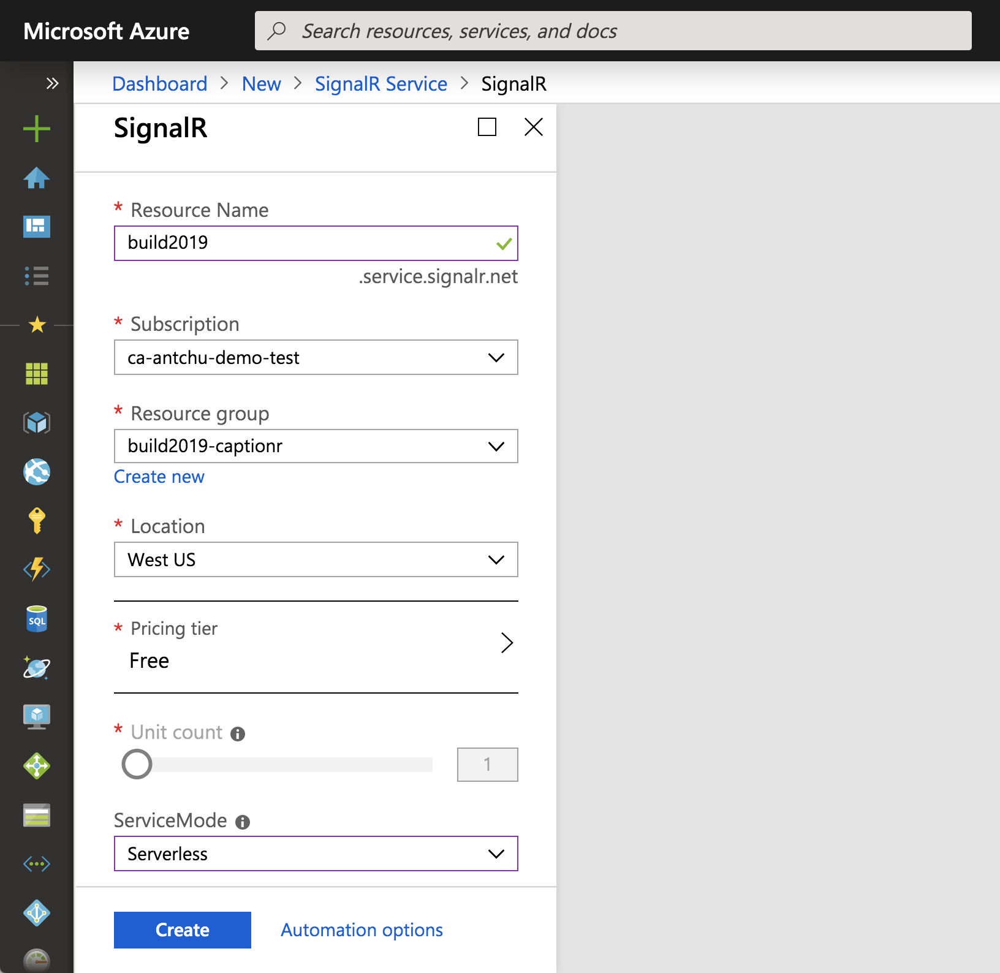 Microsoft Azure
Search resources, services, and docs
Dashboard > New > SignalR Service > SignalR
SignalR
* Resource Name
build2019
.service.signalr.net
* Subscription
ca-antchu-demo-test
* Resource group
build2019-captionr
Create new
* Location
West US
* Pricing tier
Free
* Unit count
1
ServiceMode
Serverless
Create
Automation options
SQL